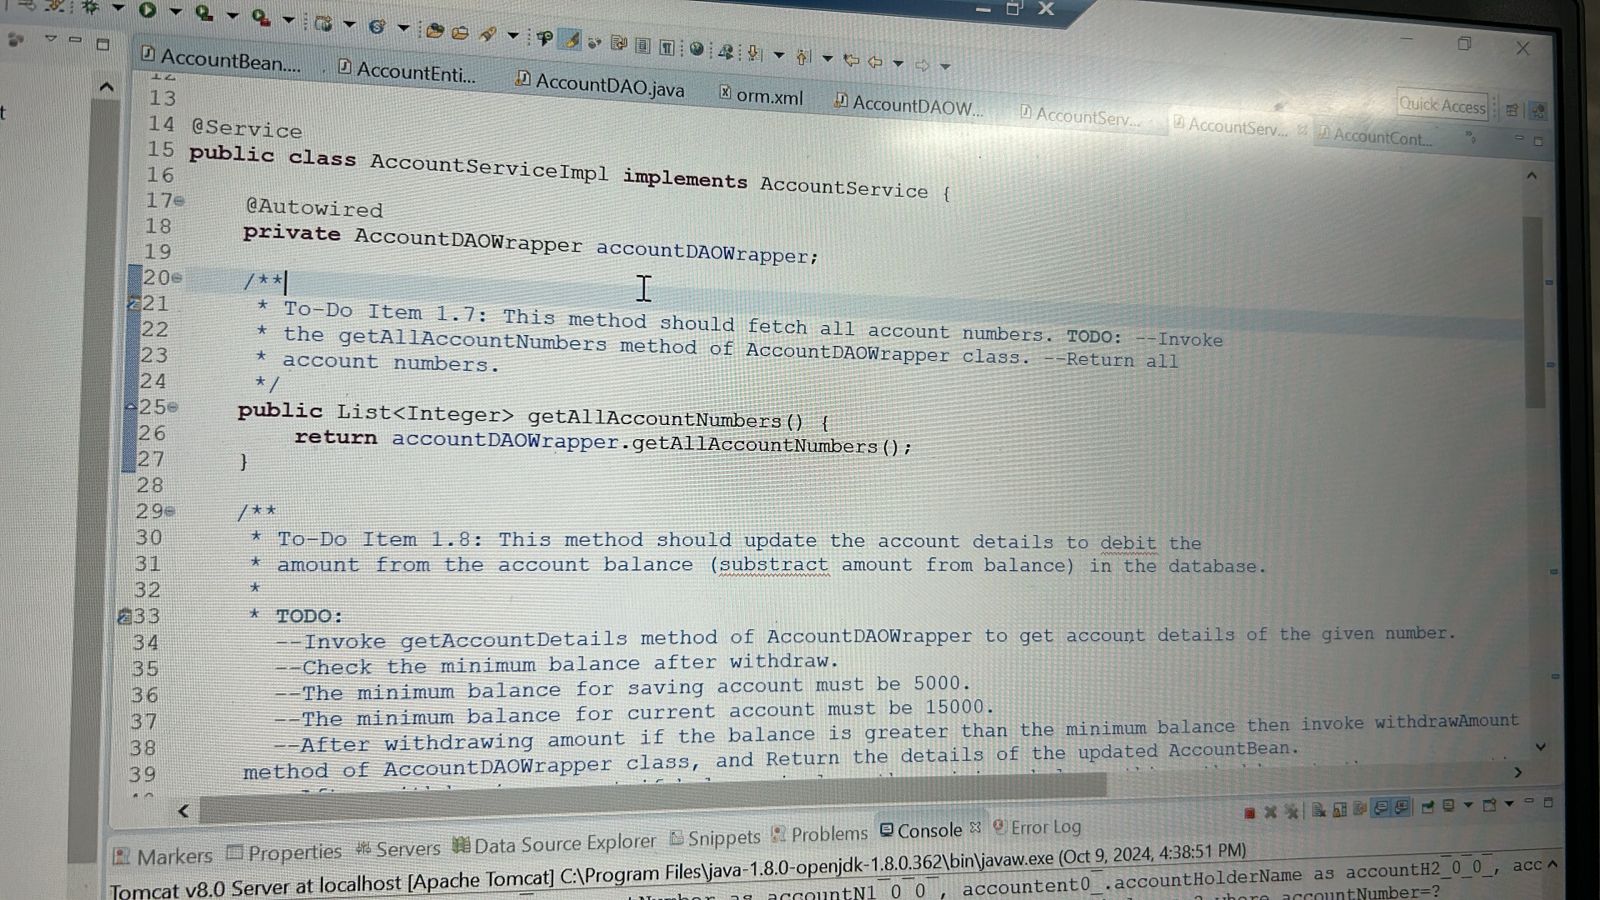 t
AccountBean....
AccountEnti...
AccountDAO.java
orm.xml
AccountDAOW...
AccountServ...
AccountServ...
AccountCont...
Quick Access
12
13
14 @Service
15 public class AccountServiceImpl implements AccountService {
16
17 @Autowired
18 private AccountDAOWrapper accountDAOWrapper;
19
20 /**
21 * To-Do Item 1.7: This method should fetch all account numbers. TODO: --Invoke
22 * the getAllAccountNumbers method of AccountDAOWrapper class. --Return all
23 * account numbers.
24 */
25 public List<Integer> getAllAccountNumbers() {
26 return accountDAOWrapper.getAllAccountNumbers();
27 }
28
29 /**
30 * To-Do Item 1.8: This method should update the account details to debit the
31 * amount from the account balance (substract amount from balance) in the database.
32 *
33 * TODO:
34 --Invoke getAccountDetails method of AccountDAOWrapper to get account details of the given number.
35 --Check the minimum balance after withdraw.
36 --The minimum balance for saving account must be 5000.
37 --The minimum balance for current account must be 15000.
38 --After withdrawing amount if the balance is greater than the minimum balance then invoke withdrawAmount
39 method of AccountDAOWrapper class, and Return the details of the updated AccountBean.
Markers Properties Servers Data Source Explorer Snippets Problems Console Error Log
Tomcat v8.0 Server at localhost [Apache Tomcat] C:\Program Files\java-1.8.0-openjdk-1.8.0.362\bin\javaw.exe (Oct 9, 2024, 4:38:51 PM)
as accountN1_0_0_, accountent0_.accountHolderName as accountH2_0_0_, acc
where accountNumber=?